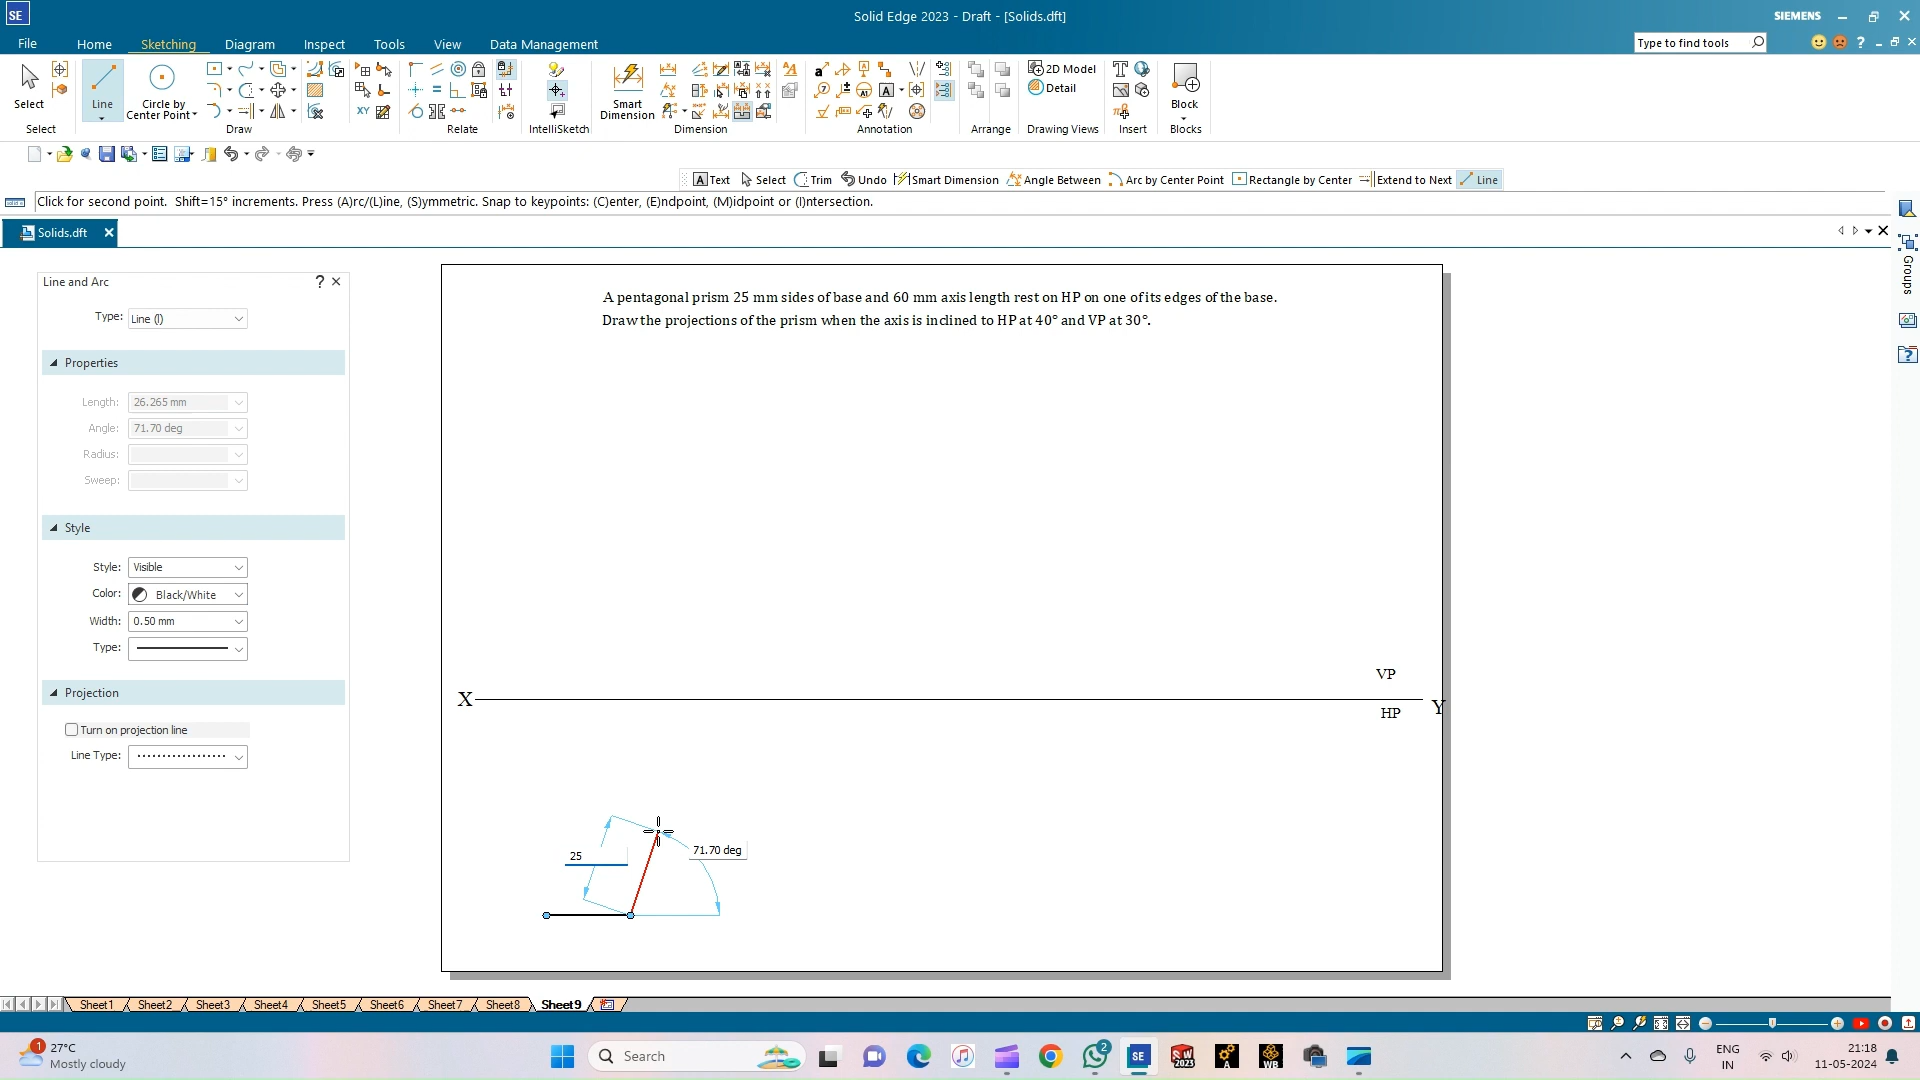 SE
Solid Edge 2023 - Draft - [Solids.dft]
SIEMENS
File
Home
Sketching
Diagram
Inspect
Tools
View
Data Management
Type to find tools
Select
Line
Circle by
Center Point
Smart
Dimension
2D Model
Detail
Block
Select
Draw
Relate
IntelliSketch
Dimension
Annotation
Arrange
Drawing Views
Insert
Blocks
Text
Select
Trim
Undo
Smart Dimension
Angle Between
Arc by Center Point
Rectangle by Center
Extend to Next
Line
Click for second point. Shift=15° increments. Press (A)rc/(L)ine, (S)ymmetric. Snap to keypoints: (C)enter, (E)ndpoint, (M)idpoint or (I)ntersection.
Solids.dft
Groups
Line and Arc
Type: Line (l)
Properties
Length: 26.265 mm
Angle: 71.70 deg
Radius:
Sweep:
Style
Style: Visible
Color: Black/White
Width: 0.50 mm
Type:
Projection
Turn on projection line
Line Type:
A pentagonal prism 25 mm sides of base and 60 mm axis length rest on HP on one of its edges of the base.
Draw the projections of the prism when the axis is inclined to HP at 40° and VP at 30°.
VP
X
Y
HP
25
71.70 deg
Sheet1
Sheet2
Sheet3
Sheet4
Sheet5
Sheet6
Sheet7
Sheet8
Sheet9
1
27°C
Mostly cloudy
Search
2
SE
SW
2023
A
WB
ENG
IN
21:18
11-05-2024